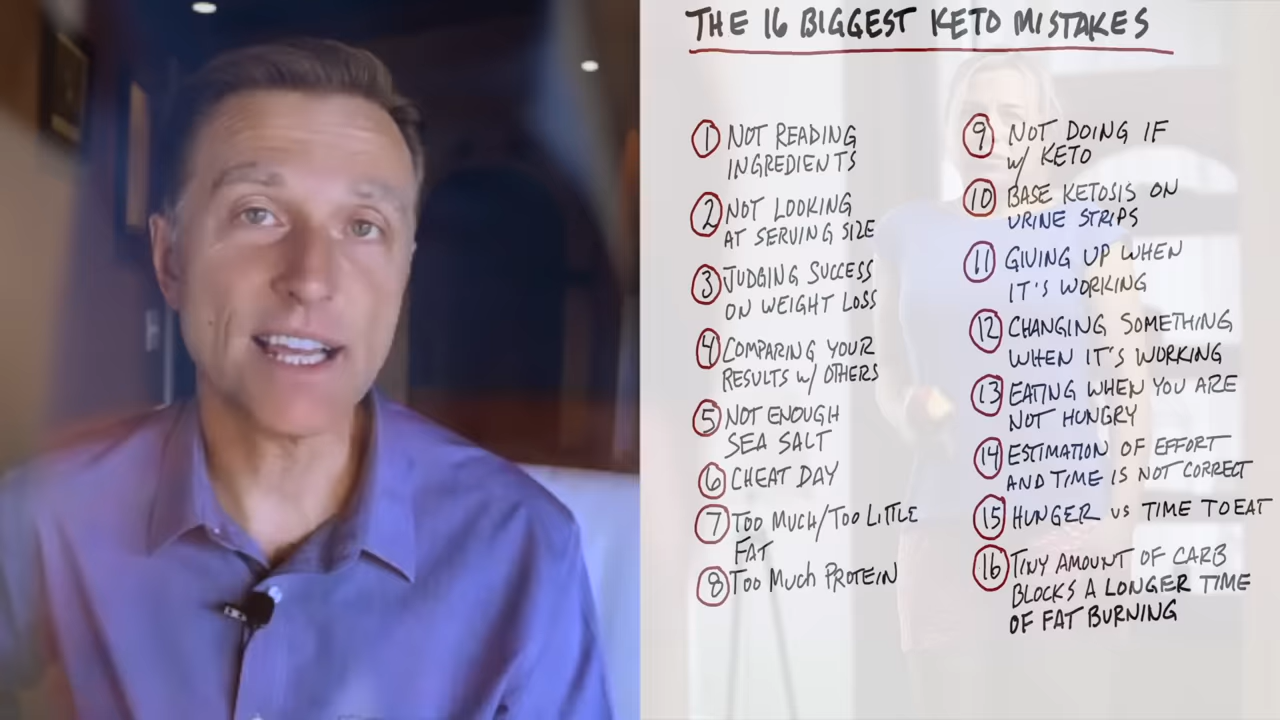 THE 16 BIGGEST KETO MISTAKES
1 NOT READING
INGREDIENTS
2 NOT LOOKING
AT SERVING SIZE
3 JUDGING SUCCESS
ON WEIGHT LOSS
4 COMPARING YOUR
RESULTS w/ OTHERS
5 NOT ENOUGH
SEA SALT
6 CHEAT DAY
7 TOO MUCH/TOO LITTLE
FAT
8 TOO MUCH PROTEIN
9 NOT DOING IF
w/ KETO
10 BASE KETOSIS ON
URINE STRIPS
11 GIVING UP WHEN
IT'S WORKING
12 CHANGING SOMETHING
WHEN IT'S WORKING
13 EATING WHEN YOU ARE
NOT HUNGRY
14 ESTIMATION OF EFFORT
AND TIME IS NOT CORRECT
15 HUNGER vs TIME TO EAT
16 TINY AMOUNT OF CARB
BLOCKS A LONGER TIME
OF FAT BURNING